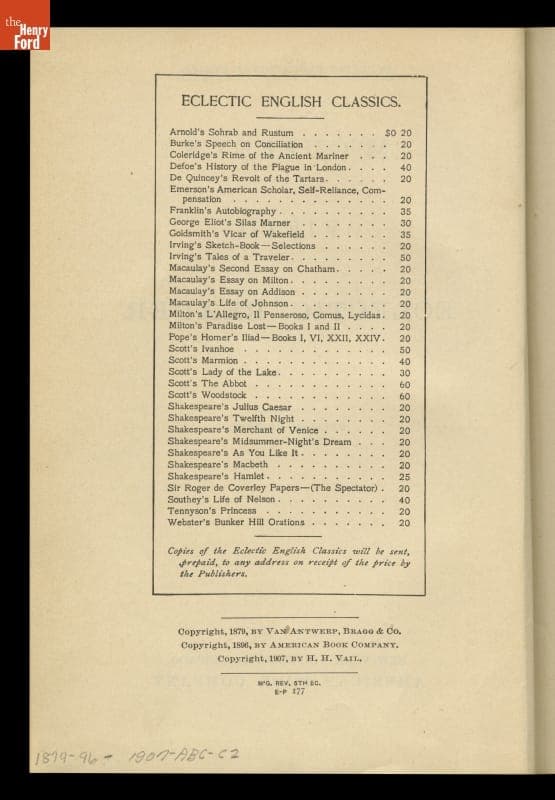 the
Henry
Ford
ECLECTIC ENGLISH CLASSICS.
Arnold's Sohrab and Rustum . . . . . . . $0 20
Burke's Speech on Conciliation . . . . . . . 20
Coleridge's Rime of the Ancient Mariner . . . 20
Defoe's History of the Plague in London . . . . 40
De Quincey's Revolt of the Tartars . . . . . . 20
Emerson's American Scholar, Self-Reliance, Com-
pensation . . . . . . . . . . . . . 20
Franklin's Autobiography . . . . . . . . . 35
George Eliot's Silas Marner . . . . . . . . 30
Goldsmith's Vicar of Wakefield . . . . . . . 35
Irving's Sketch-Book—Selections . . . . . . 20
Irving's Tales of a Traveler . . . . . . . . 50
Macaulay's Second Essay on Chatham . . . . . 20
Macaulay's Essay on Milton . . . . . . . . 20
Macaulay's Essay on Addison . . . . . . . . 20
Macaulay's Life of Johnson . . . . . . . . 20
Milton's L'Allegro, Il Penseroso, Comus, Lycidas . 20
Milton's Paradise Lost—Books I and II . . . . 20
Pope's Homer's Iliad—Books I, VI, XXII, XXIV . 20
Scott's Ivanhoe . . . . . . . . . . . . 50
Scott's Marmion . . . . . . . . . . . . 40
Scott's Lady of the Lake . . . . . . . . . 30
Scott's The Abbot . . . . . . . . . . . 60
Scott's Woodstock . . . . . . . . . . . 60
Shakespeare's Julius Caesar . . . . . . . . 20
Shakespeare's Twelfth Night . . . . . . . . 20
Shakespeare's Merchant of Venice . . . . . . 20
Shakespeare's Midsummer-Night's Dream . . . 20
Shakespeare's As You Like It . . . . . . . . 20
Shakespeare's Macbeth . . . . . . . . . . 20
Shakespeare's Hamlet . . . . . . . . . . 25
Sir Roger de Coverley Papers—(The Spectator) . 20
Southey's Life of Nelson . . . . . . . . . 40
Tennyson's Princess . . . . . . . . . . 20
Webster's Bunker Hill Orations . . . . . . . 20
Copies of the Eclectic English Classics will be sent,
prepaid, to any address on receipt of the price by
the Publishers.
Copyright, 1879, BY VAN ANTWERP, BRAGG & CO.
Copyright, 1896, BY AMERICAN BOOK COMPANY.
Copyright, 1907, BY H. H. VAIL.
M'G. REV. 5TH EC.
E-P 177
1879-96 - 1907-ABC-C2